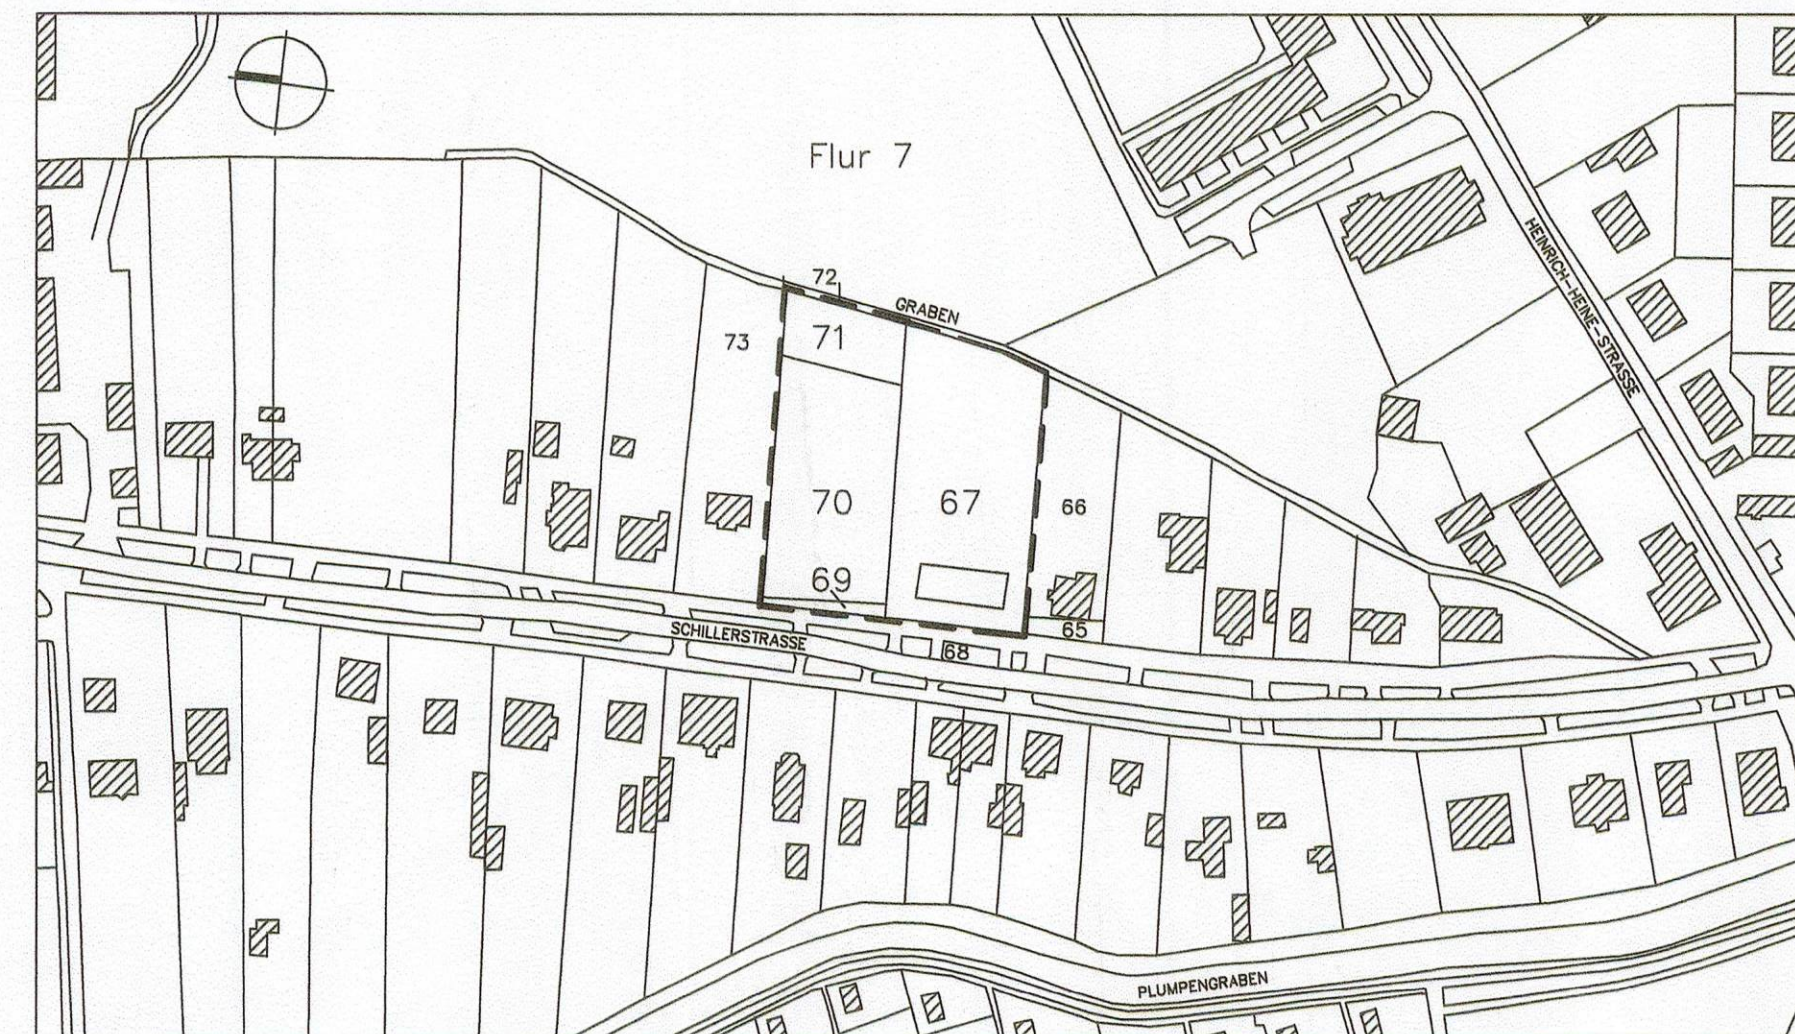 Flur 7
72
GRABEN
73
71
HEINRICH-HEINE-STRASSE
70
67
66
69
SCHILLERSTRASSE
65
68
PLUMPENGRABEN